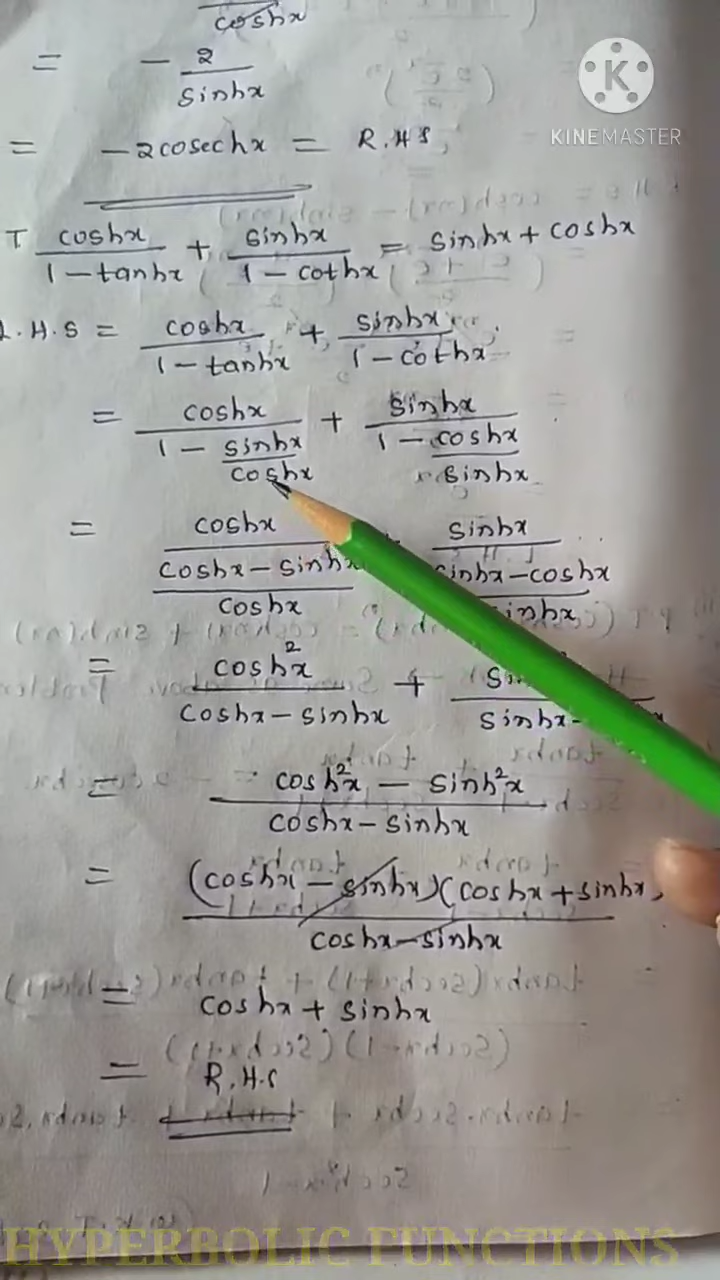 coshx
= - 2/sinhx
= -2cosechx = R.H.S
KINEMASTER
T coshx/(1-tanhx) + sinhx/(1-cothx) = sinhx + coshx
L.H.S = coshx/(1-tanhx) + sinhx/(1-cothx)
= coshx/(1 - sinhx/coshx) + sinhx/(1 - coshx/sinhx)
= coshx/((coshx-sinhx)/coshx) sinhx/((sinhx-coshx)/sinhx)
= cosh²x/(coshx-sinhx) + /
= (cosh²x - sinh²x)/(coshx-sinhx)
= (coshx - sinhx)(coshx + sinhx)/(coshx-sinhx)
= coshx + sinhx
= R.H.S
HYPERBOLIC FUNCTIONS